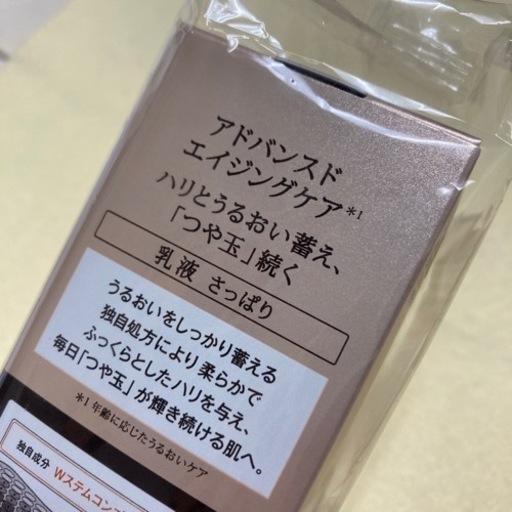 アドバンスド
エイジングケア*1
ハリとうるおい蓄え、
「つや玉」続く
乳液 さっぱり
うるおいをしっかり蓄える
独自処方により柔らかで
ふっくらとしたハリを与え、
毎日「つや玉」が輝き続ける肌へ。
*1 年齢に応じたうるおいケア
独自成分 Wステムコンプ